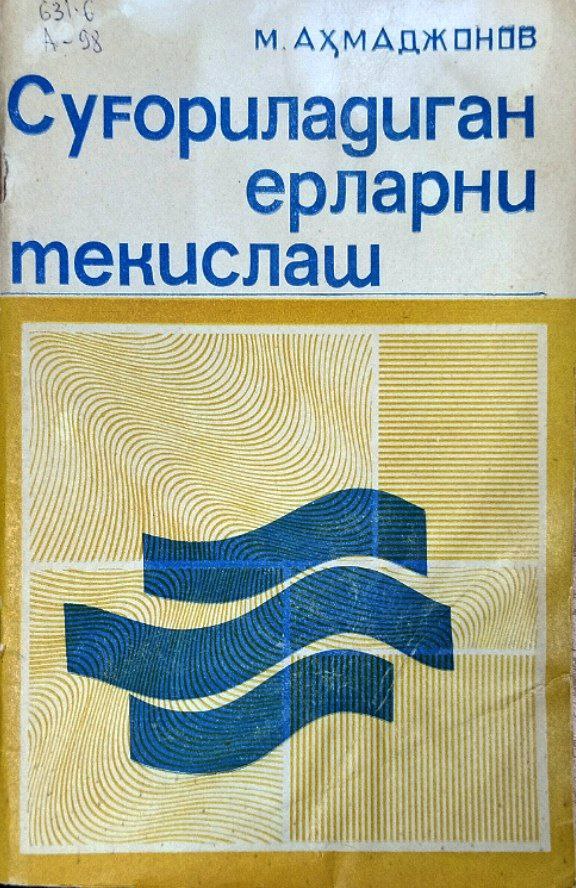 631.6
А-98
М. АҲМАДЖОНОВ
Суғориладиган
ерларни
текислаш